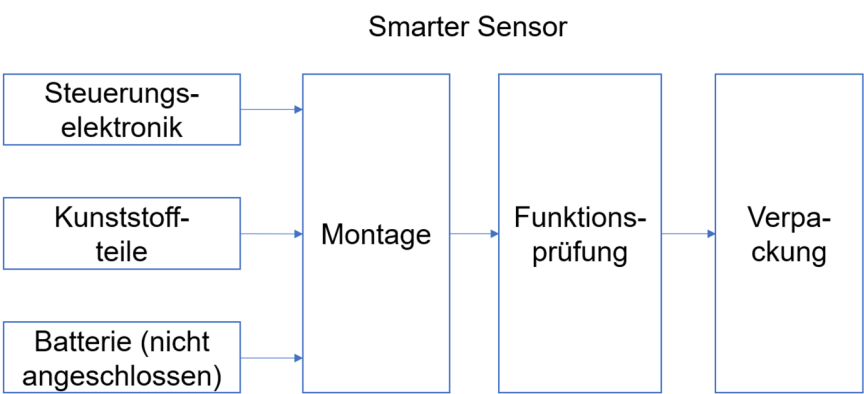 Smarter Sensor
Steuerungs-
elektronik
Kunststoff-
teile
Batterie (nicht
angeschlossen)
Montage
Funktions-
prüfung
Verpa-
ckung